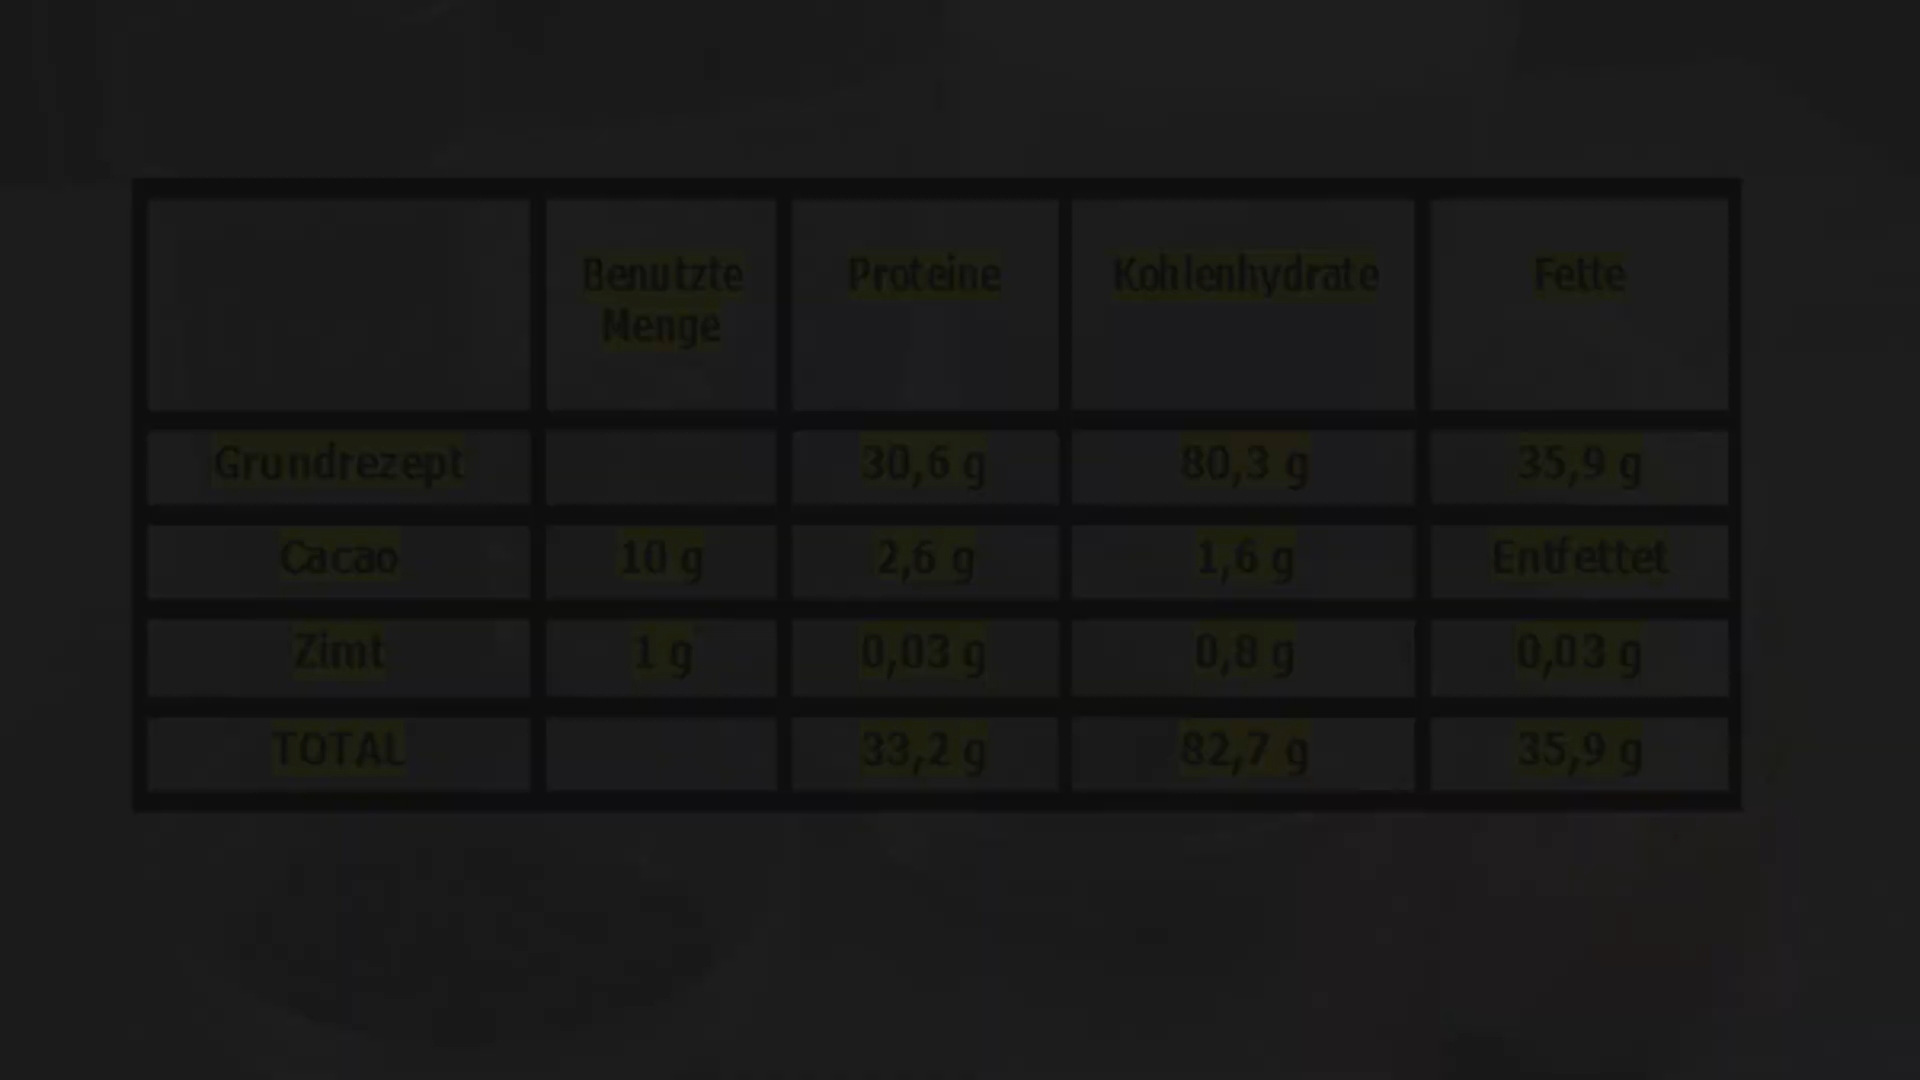 Benutzte Menge Proteine Kohlenhydrate Fette
Grundrezept 30,6 g 80,3 g 35,9 g
Cacao 10 g 2,6 g 1,6 g Entfettet
Zimt 1 g 0,03 g 0,8 g 0,03 g
TOTAL 33,2 g 82,7 g 35,9 g